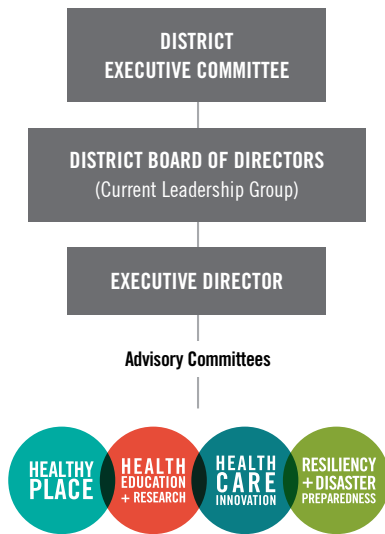 DISTRICT
EXECUTIVE COMMITTEE
DISTRICT BOARD OF DIRECTORS
(Current Leadership Group)
EXECUTIVE DIRECTOR
Advisory Committees
HEALTHY
PLACE
HEALTH
EDUCATION
+ RESEARCH
HEALTH
CARE
INNOVATION
RESILIENCY
+ DISASTER
PREPAREDNESS